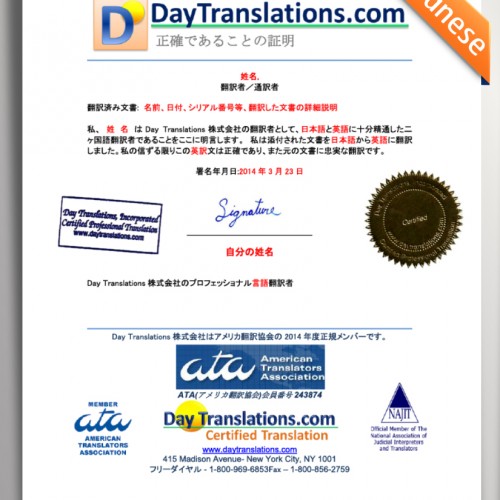 DayTranslations.com
正確であることの証明
姓名,
翻訳者／通訳者
翻訳済み文書: 名前、日付、シリアル番号等、翻訳した文書の詳細説明
私、 姓 名 は Day Translations 株式会社の翻訳者として、日本語と英語に十分精通した二
ヶ国語翻訳者であることをここに明言します。 私は添付された文書を日本語から英語に翻訳
しました。私の信ずる限りこの英訳文は正確であり、また元の文書に忠実な翻訳です。
署名年月日:2014 年 3 月 23 日
Signature
Day Translations, Incorporated
Certified Professional Translation
www.daytranslations.com
Certified
自分の姓名
Day Translations 株式会社のプロフェッショナル言語翻訳者
Day Translations 株式会社はアメリカ翻訳協会の 2014 年度正規メンバーです。
ata American
Translators
Association
ATA(アメリカ翻訳協会)会員番号 243874
MEMBER
ata
AMERICAN
TRANSLATORS
ASSOCIATION
Day Translations.com
Certified Translation
www.daytranslations.com
415 Madison Avenue- New York City, NY 1001
フリーダイヤル - 1-800-969-6853Fax – 1-800-856-2759
NAJIT
Official Member of The
National Association of
Judicial Interpreters
and Translators